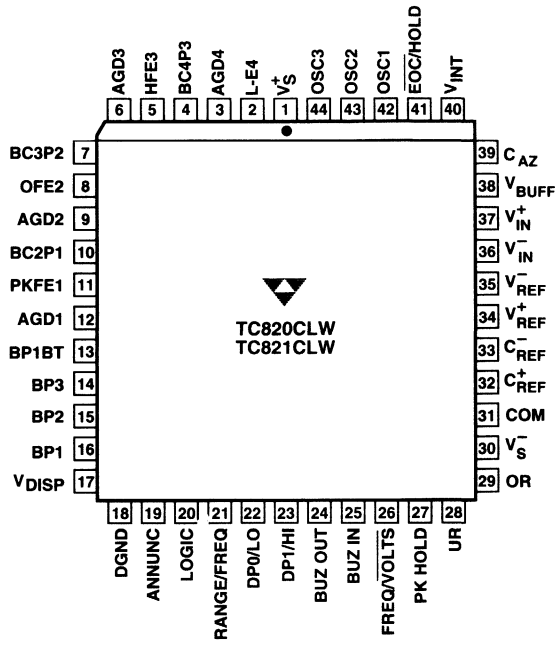 AGD3
HFE3
BC4P3
AGD4
L-E4
V+S
OSC3
OSC2
OSC1
EOC/HOLD
VINT
6 5 4 3 2 1 44 43 42 41 40
BC3P2 7
OFE2 8
AGD2 9
BC2P1 10
PKFE1 11
AGD1 12
BP1BT 13
BP3 14
BP2 15
BP1 16
VDISP 17
TC820CLW
TC821CLW
39 CAZ
38 VBUFF
37 V+IN
36 V−IN
35 V−REF
34 V+REF
33 C−REF
32 C+REF
31 COM
30 V−S
29 OR
18 19 20 21 22 23 24 25 26 27 28
DGND
ANNUNC
LOGIC
RANGE/FREQ
DP0/LO
DP1/HI
BUZ OUT
BUZ IN
FREQ/VOLTS
PK HOLD
UR